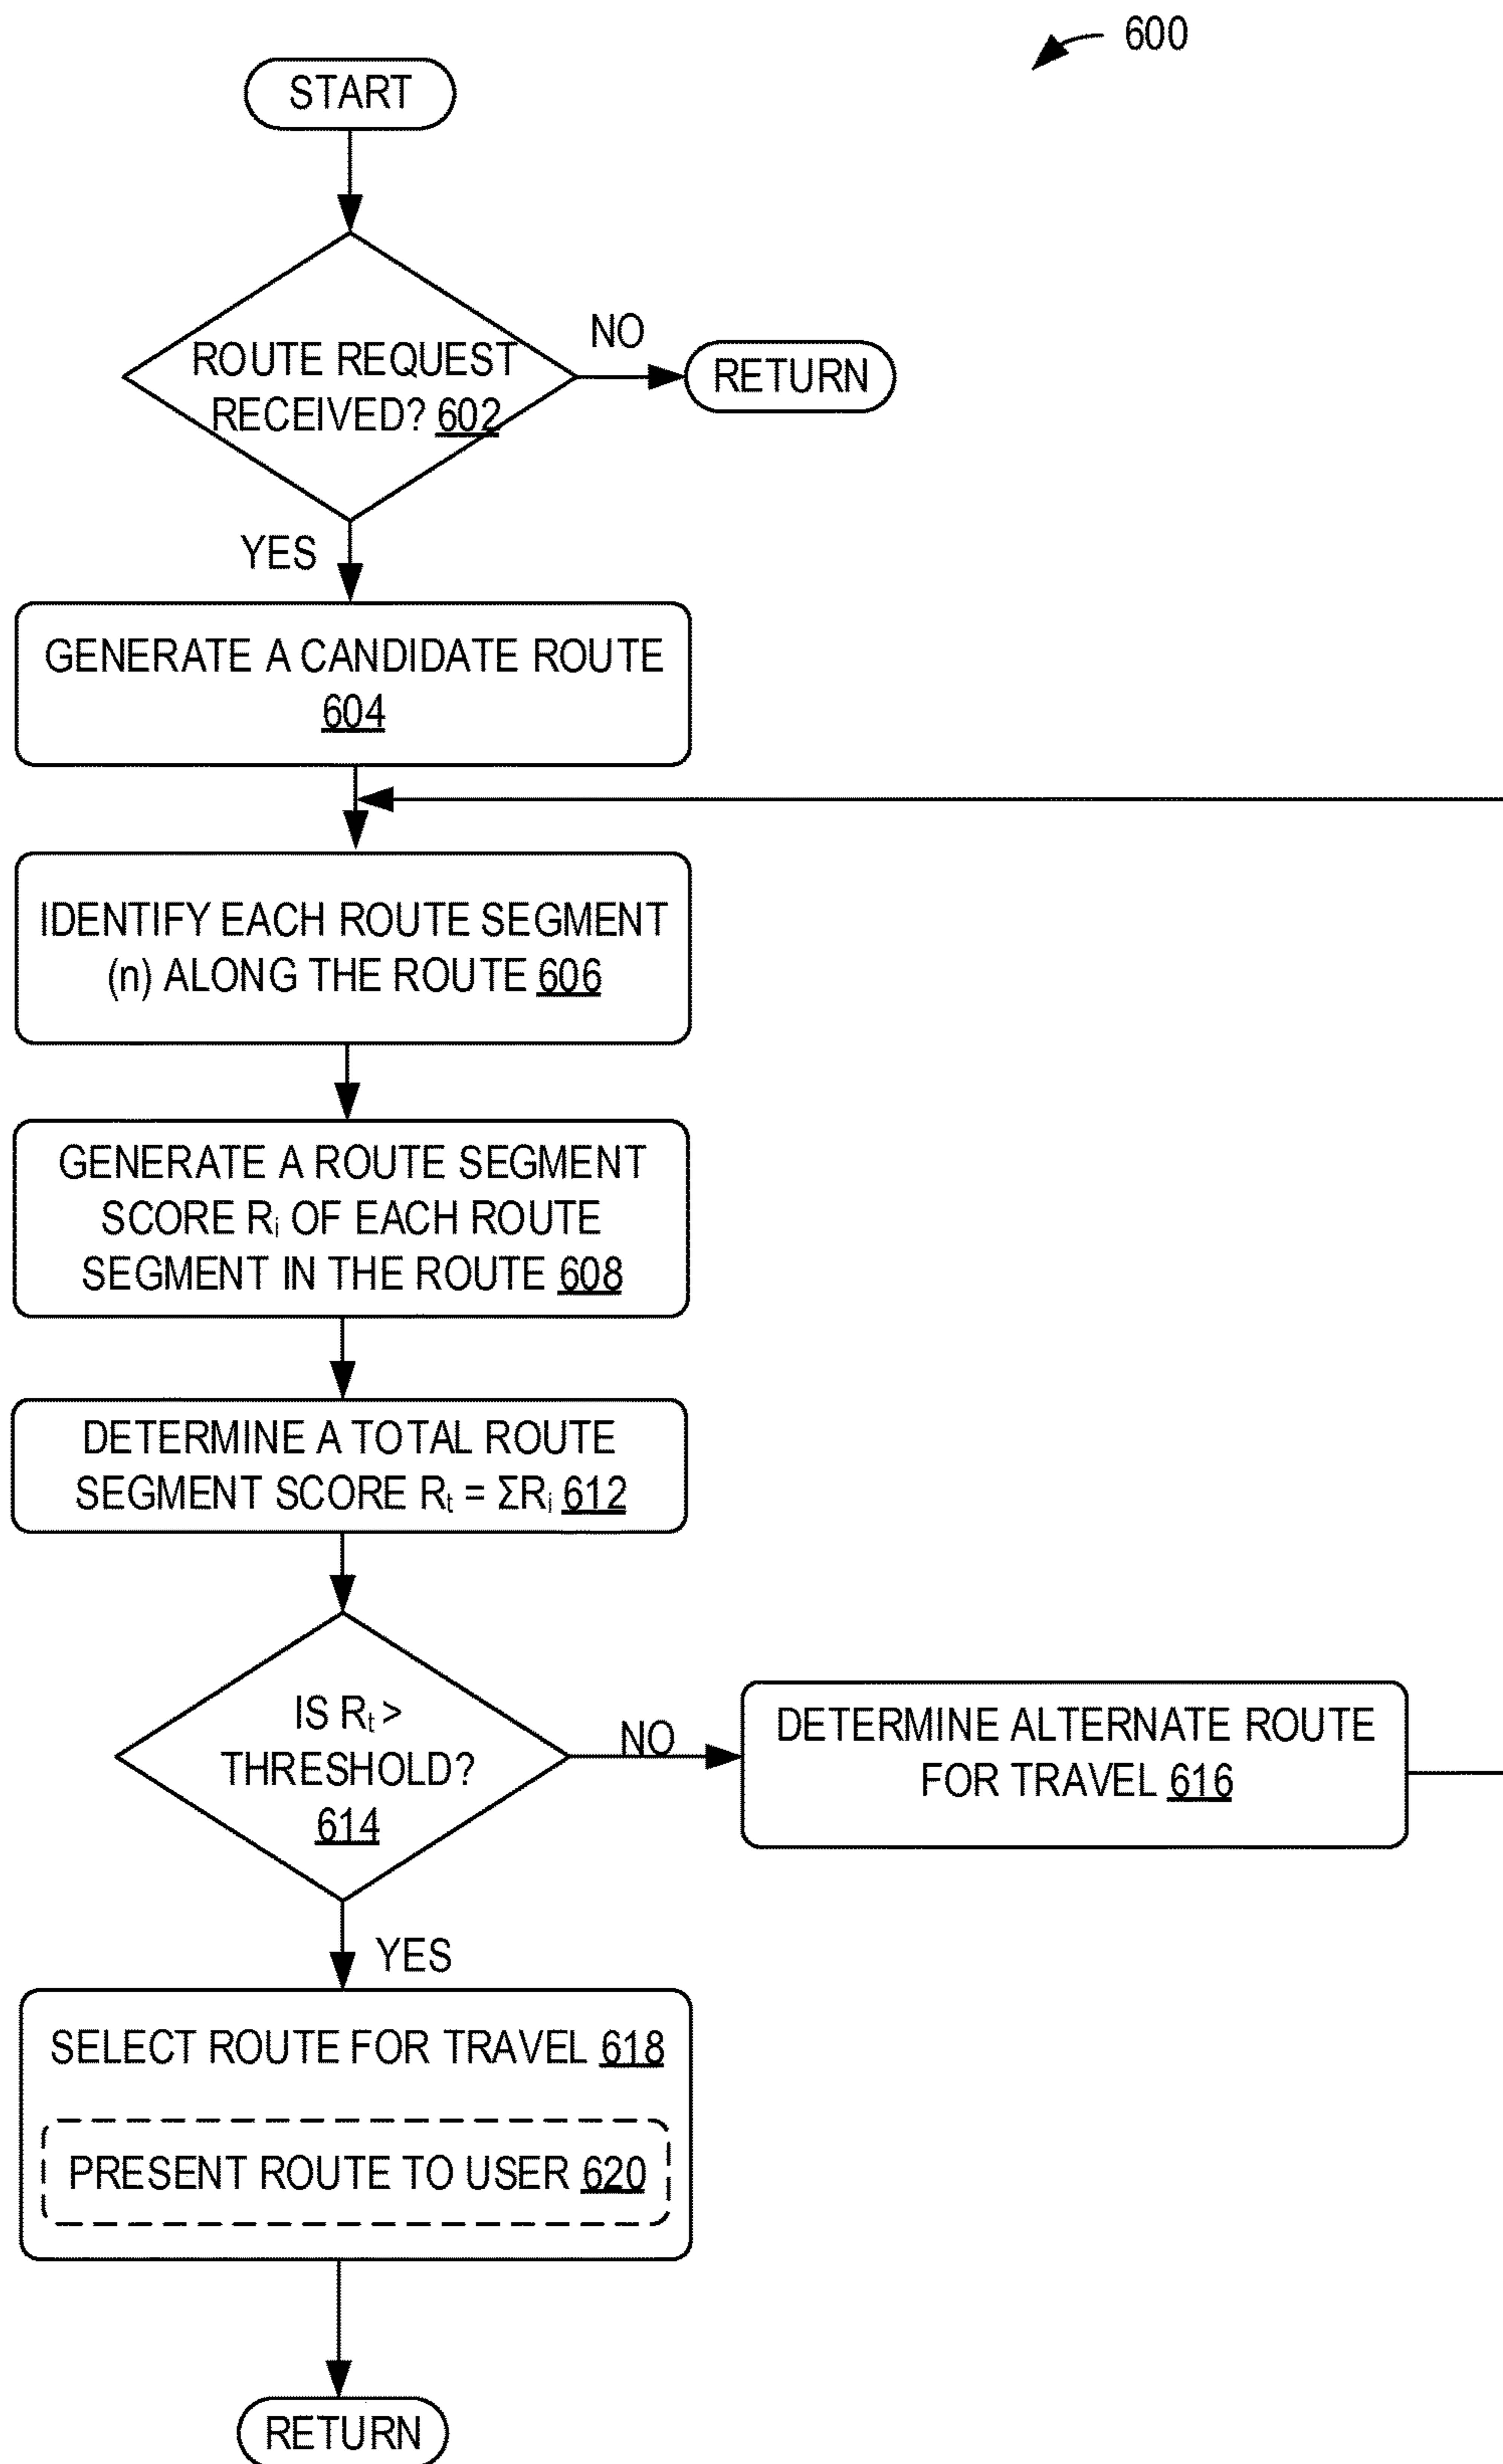 600
START
ROUTE REQUEST
RECEIVED? 602
NO
RETURN
YES
GENERATE A CANDIDATE ROUTE
604
IDENTIFY EACH ROUTE SEGMENT
(n) ALONG THE ROUTE 606
GENERATE A ROUTE SEGMENT
SCORE Ri OF EACH ROUTE
SEGMENT IN THE ROUTE 608
DETERMINE A TOTAL ROUTE
SEGMENT SCORE Rt = ΣRi 612
IS Rt >
THRESHOLD?
614
NO
DETERMINE ALTERNATE ROUTE
FOR TRAVEL 616
YES
SELECT ROUTE FOR TRAVEL 618
PRESENT ROUTE TO USER 620
RETURN